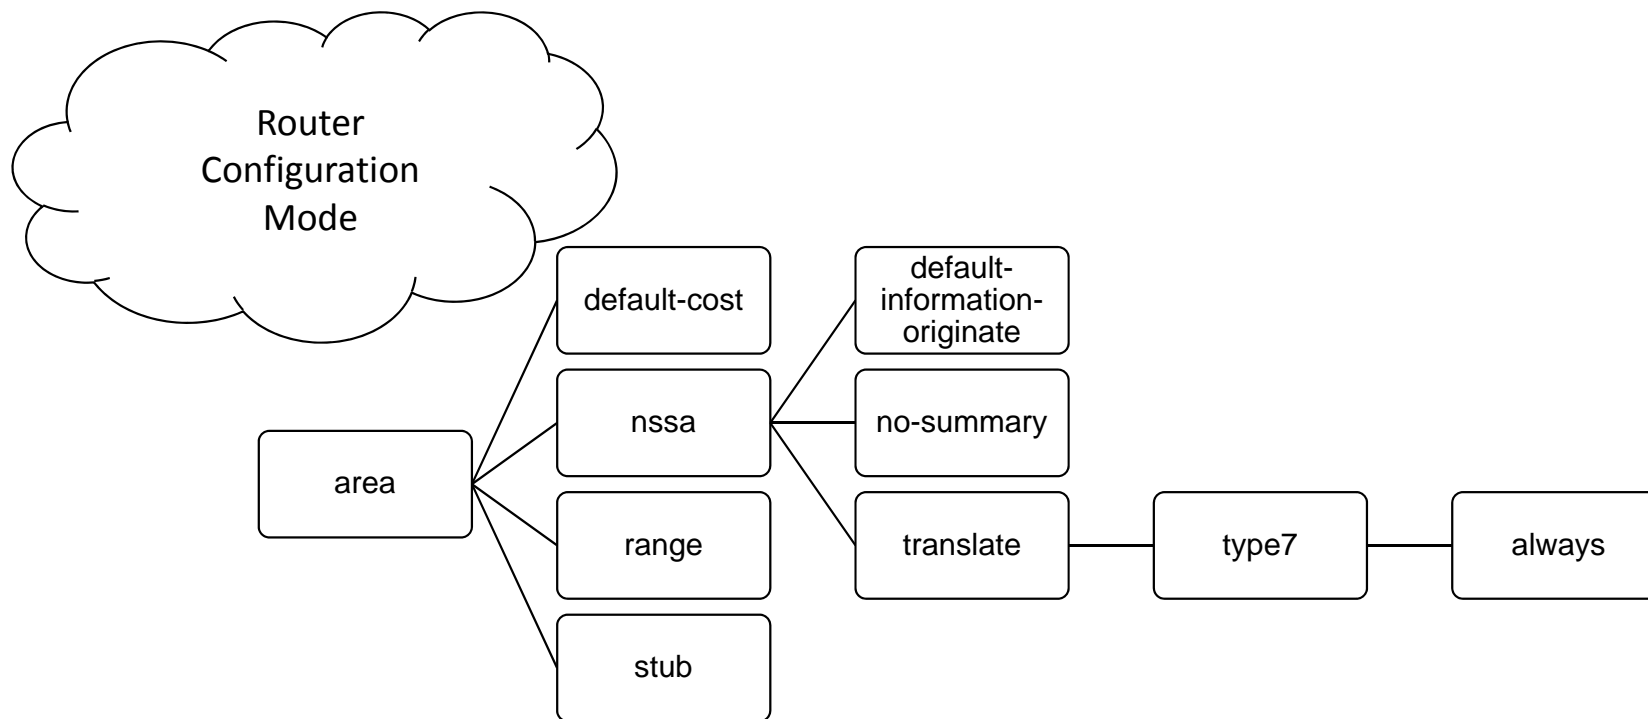 Router
Configuration
Mode
default-cost
default-
information-
originate
nssa
no-summary
area
range
translate
type7
always
stub